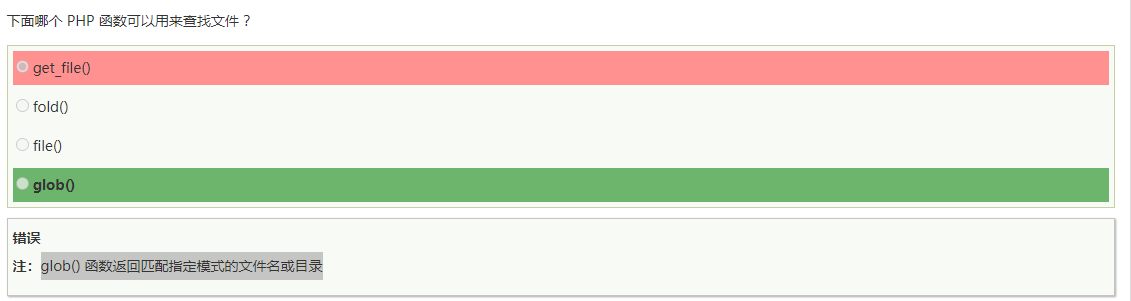 下面哪个 PHP 函数可以用来查找文件？
get_file()
fold()
file()
glob()
错误
注：glob() 函数返回匹配指定模式的文件名或目录